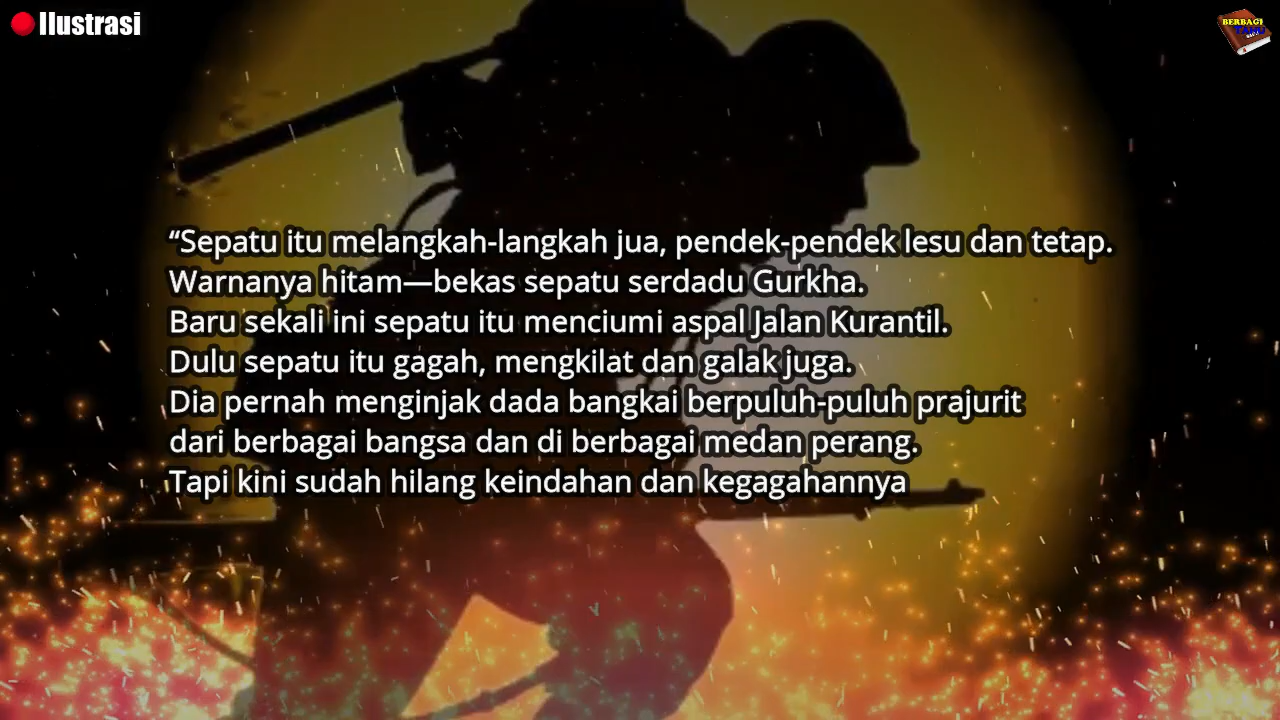 Ilustrasi
BERBAGI
TAHU
“Sepatu itu melangkah-langkah jua, pendek-pendek lesu dan tetap.
Warnanya hitam—bekas sepatu serdadu Gurkha.
Baru sekali ini sepatu itu menciumi aspal Jalan Kurantil.
Dulu sepatu itu gagah, mengkilat dan galak juga.
Dia pernah menginjak dada bangkai berpuluh-puluh prajurit
dari berbagai bangsa dan di berbagai medan perang.
Tapi kini sudah hilang keindahan dan kegagahannya